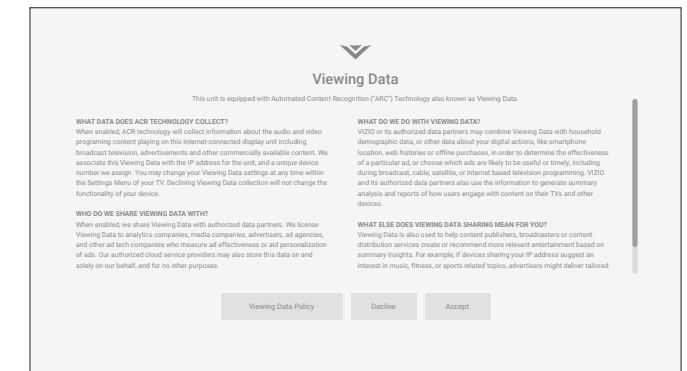 Viewing Data
This unit is equipped with Automated Content Recognition ("ARC") Technology also known as Viewing Data.
WHAT DATA DOES ACR TECHNOLOGY COLLECT?
When enabled, ACR technology will collect information about the audio and video
programing content playing on this internet-connected display unit including
broadcast television, advertisements and other commercially available content. We
associate this Viewing Data with the IP address for the unit, and a unique device
number we assign. You may change your Viewing Data settings at any time within
the Settings Menu of your TV. Declining Viewing Data collection will not change the
functionality of your device.
WHO DO WE SHARE VIEWING DATA WITH?
When enabled, we share Viewing Data with authorized data partners. We license
Viewing Data to analytics companies, media companies, advertisers, ad agencies,
and other ad tech companies who measure ad effectiveness or aid personalization
of ads. Our authorized cloud service providers may also store this data on and
solely on our behalf, and for no other purposes.
WHAT DO WE DO WITH VIEWING DATA?
VIZIO or its authorized data partners may combine Viewing Data with household
demographic data, or other data about your digital actions, like smartphone
location, web histories or offline purchases, in order to determine the effectiveness
of a particular ad, or choose which ads are likely to be useful or timely, including
during broadcast, cable, satellite, or internet based television programming. VIZIO
and its authorized data partners also use the information to generate summary
analysis and reports of how users engage with content on their TVs and other
devices.
WHAT ELSE DOES VIEWING DATA SHARING MEAN FOR YOU?
Viewing Data is also used to help content publishers, broadcasters or content
distribution services create or recommend more relevant entertainment based on
summary insights. For example, if devices sharing your IP address suggest an
interest in music, fitness, or sports related topics, advertisers might deliver tailored
Viewing Data Policy
Decline
Accept